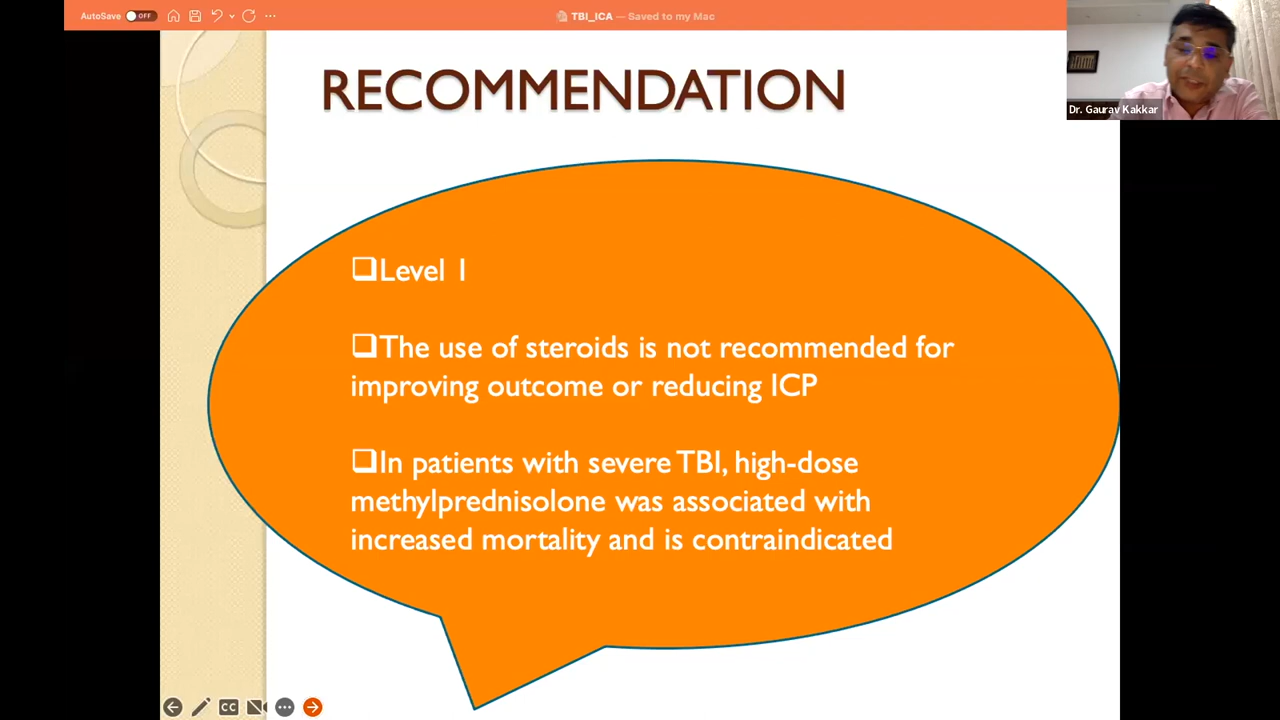 AutoSave OFF
TBI_ICA — Saved to my Mac
Dr. Gaurav Kakkar
RECOMMENDATION
❑Level 1
❑The use of steroids is not recommended for
improving outcome or reducing ICP
❑In patients with severe TBI, high-dose
methylprednisolone was associated with
increased mortality and is contraindicated
CC